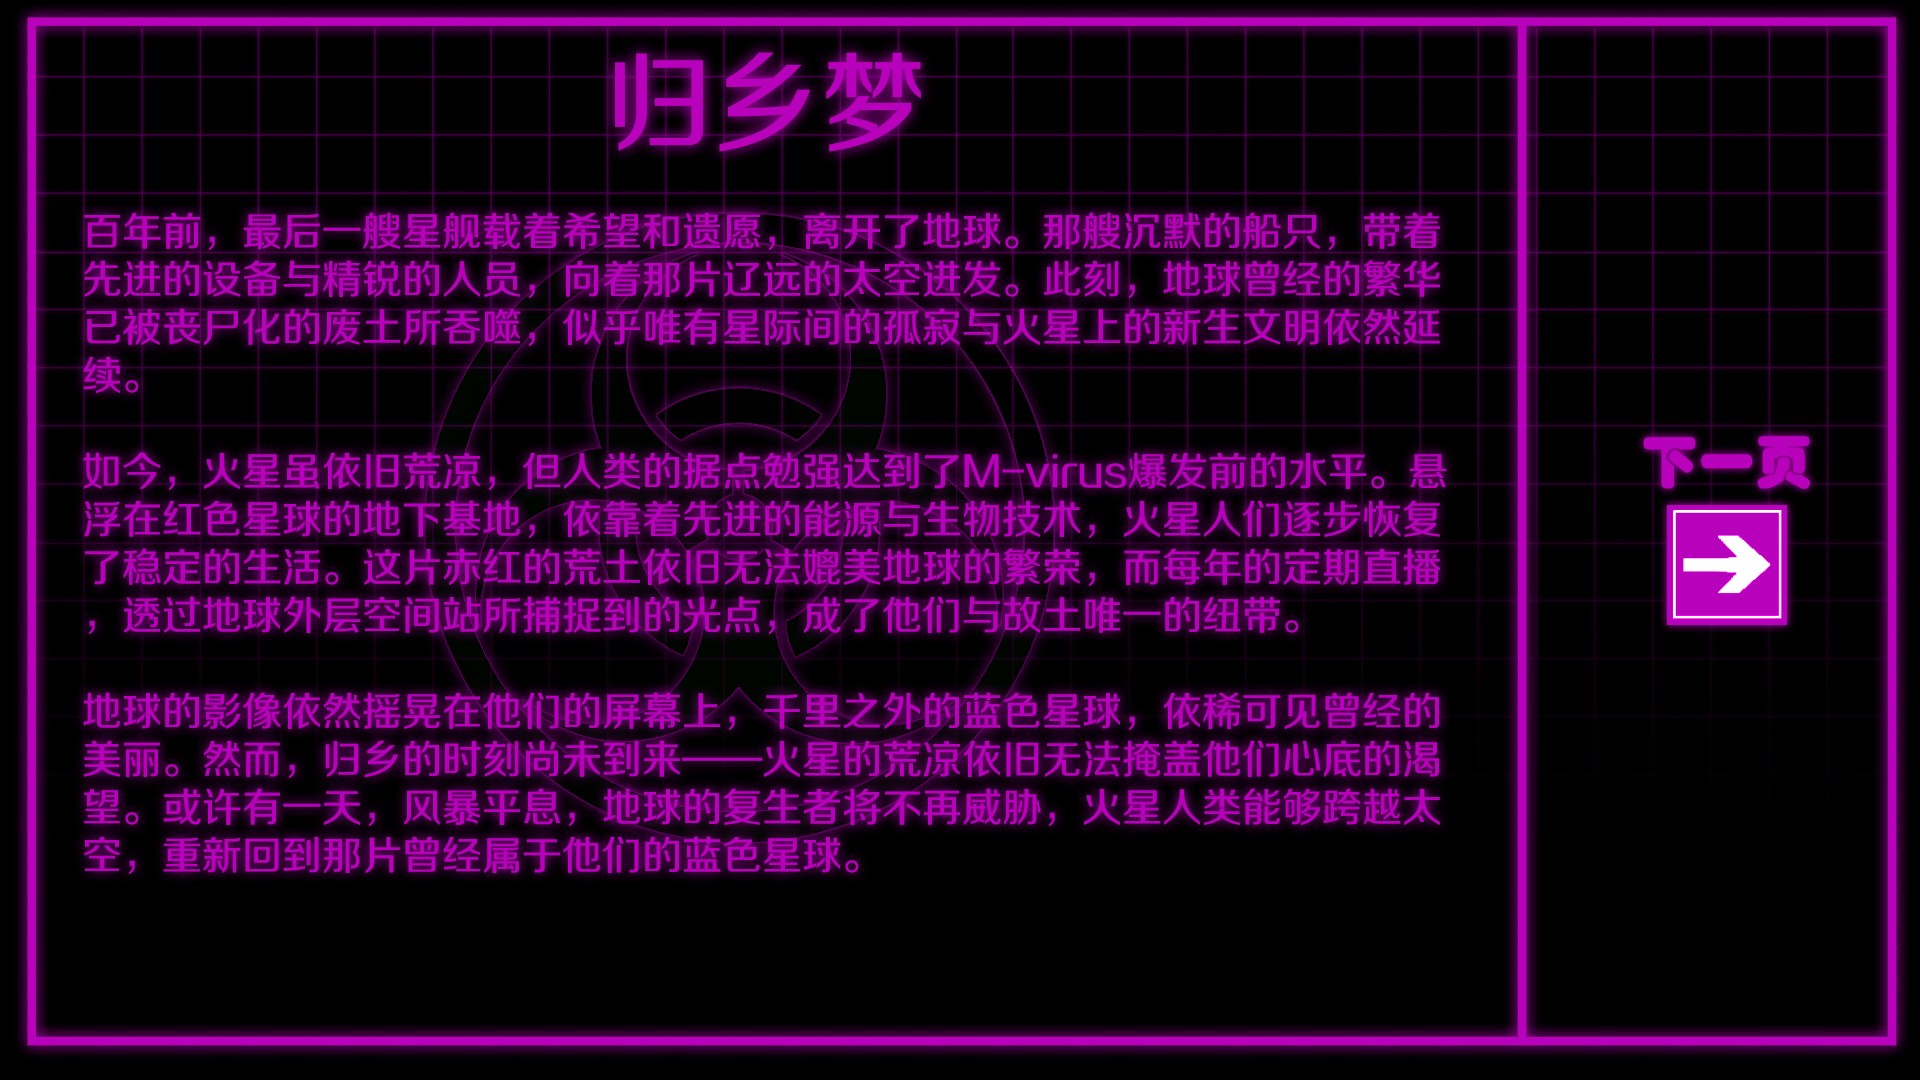 归乡梦
百年前，最后一艘星舰载着希望和遗愿，离开了地球。那艘沉默的船只，带着
先进的设备与精锐的人员，向着那片辽远的太空进发。此刻，地球曾经的繁华
已被丧尸化的废土所吞噬，似乎唯有星际间的孤寂与火星上的新生文明依然延
续。
如今，火星虽依旧荒凉，但人类的据点勉强达到了M-virus爆发前的水平。悬
浮在红色星球的地下基地，依靠着先进的能源与生物技术，火星人们逐步恢复
了稳定的生活。这片赤红的荒土依旧无法媲美地球的繁荣，而每年的定期直播
，透过地球外层空间站所捕捉到的光点，成了他们与故土唯一的纽带。
地球的影像依然摇晃在他们的屏幕上，千里之外的蓝色星球，依稀可见曾经的
美丽。然而，归乡的时刻尚未到来——火星的荒凉依旧无法掩盖他们心底的渴
望。或许有一天，风暴平息，地球的复生者将不再威胁，火星人类能够跨越太
空，重新回到那片曾经属于他们的蓝色星球。
下一页